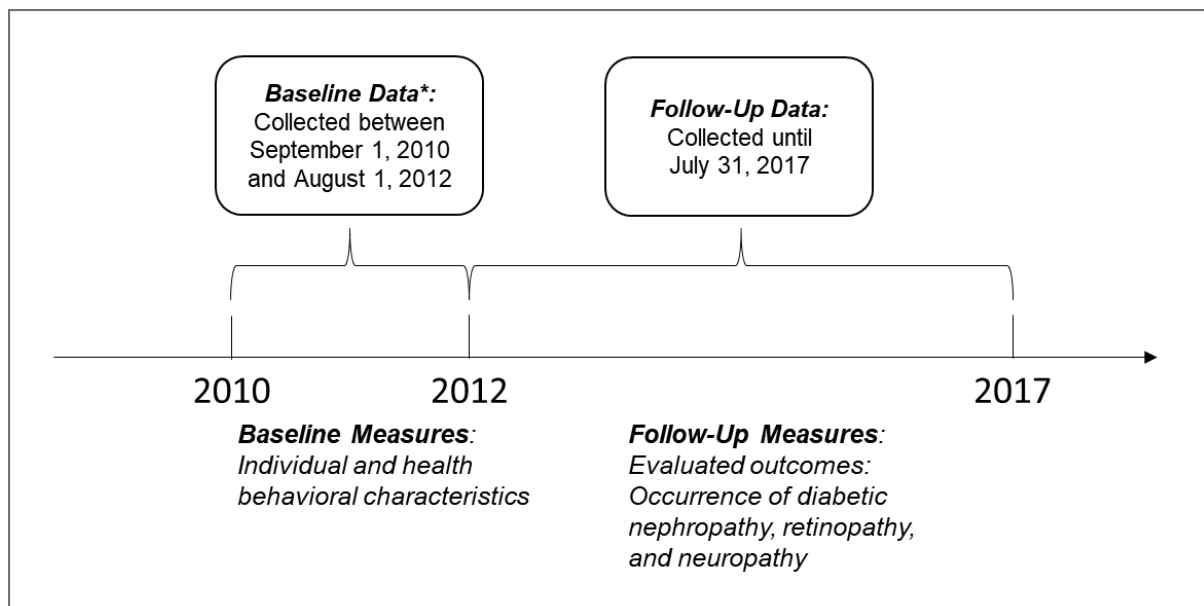 Baseline Data*:
Collected between
September 1, 2010
and August 1, 2012
Follow-Up Data:
Collected until
July 31, 2017
2010
2012
2017
Baseline Measures:
Individual and health
behavioral characteristics
Follow-Up Measures:
Evaluated outcomes:
Occurrence of diabetic
nephropathy, retinopathy,
and neuropathy